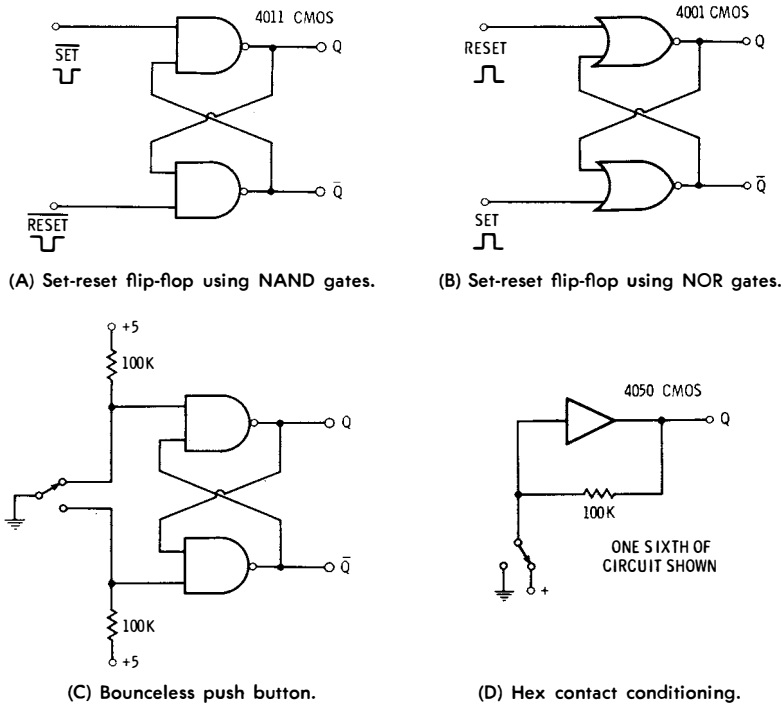 4011 CMOS
SET
Q
RESET
Q̅
(A) Set-reset flip-flop using NAND gates.
4001 CMOS
RESET
Q
SET
Q̅
(B) Set-reset flip-flop using NOR gates.
+5
100K
Q
Q̅
100K
+5
(C) Bounceless push button.
4050 CMOS
Q
100K
+
ONE SIXTH OF
CIRCUIT SHOWN
(D) Hex contact conditioning.